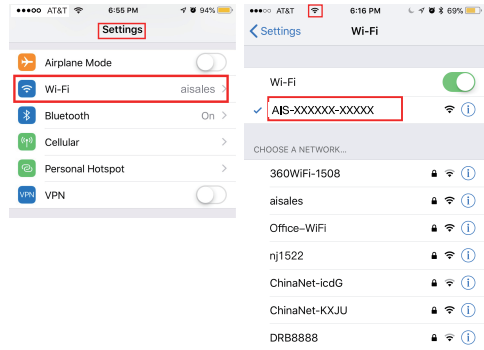 ●●●○○ AT&T 6:55 PM 94%
Settings
Airplane Mode
Wi-Fi aisales >
Bluetooth On >
Cellular >
Personal Hotspot >
VPN VPN
●●●○○ AT&T 6:16 PM 69%
< Settings Wi-Fi
Wi-Fi
✓ AIS-XXXXXX-XXXXX i
CHOOSE A NETWORK...
360WiFi-1508 i
aisales i
Office-WiFi i
nj1522 i
ChinaNet-icdG i
ChinaNet-KXJU i
DRB8888 i